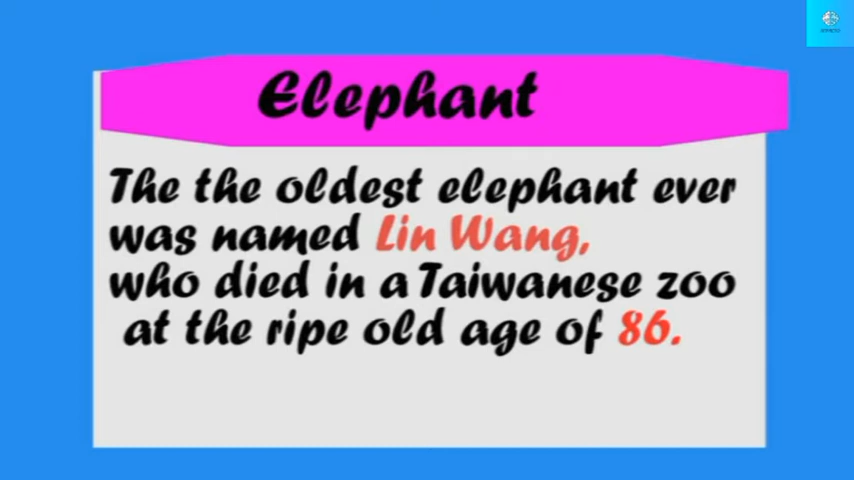 Elephant
The the oldest elephant ever
was named Lin Wang,
who died in a Taiwanese zoo
at the ripe old age of 86.